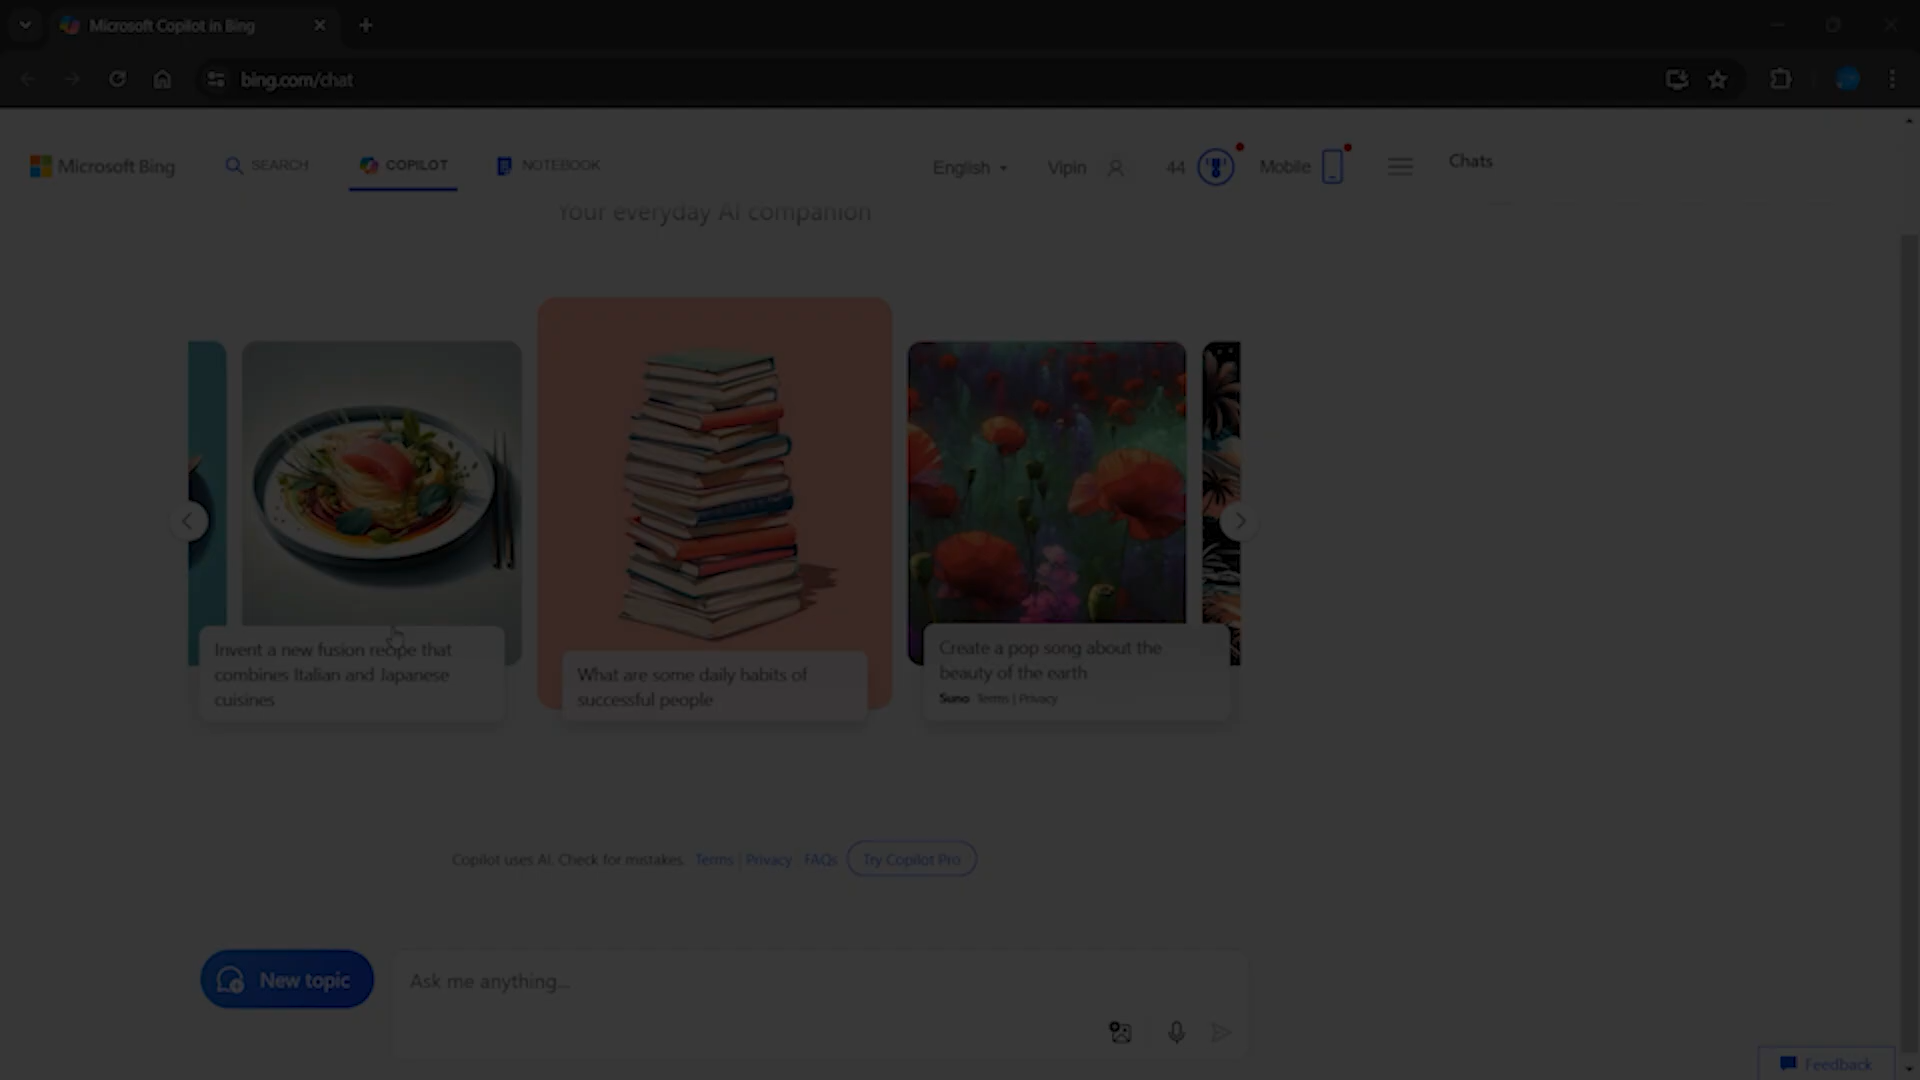 Microsoft Copilot in Bing
bing.com/chat
Microsoft Bing
SEARCH
COPILOT
NOTEBOOK
English
Vipin
44
Mobile
Chats
Your everyday AI companion
Invent a new fusion recipe that
combines Italian and Japanese
cuisines
What are some daily habits of
successful people
Create a pop song about the
beauty of the earth
Suno Terms | Privacy
Copilot uses AI. Check for mistakes. Terms | Privacy FAQs Try Copilot Pro
New topic
Ask me anything...
Feedback